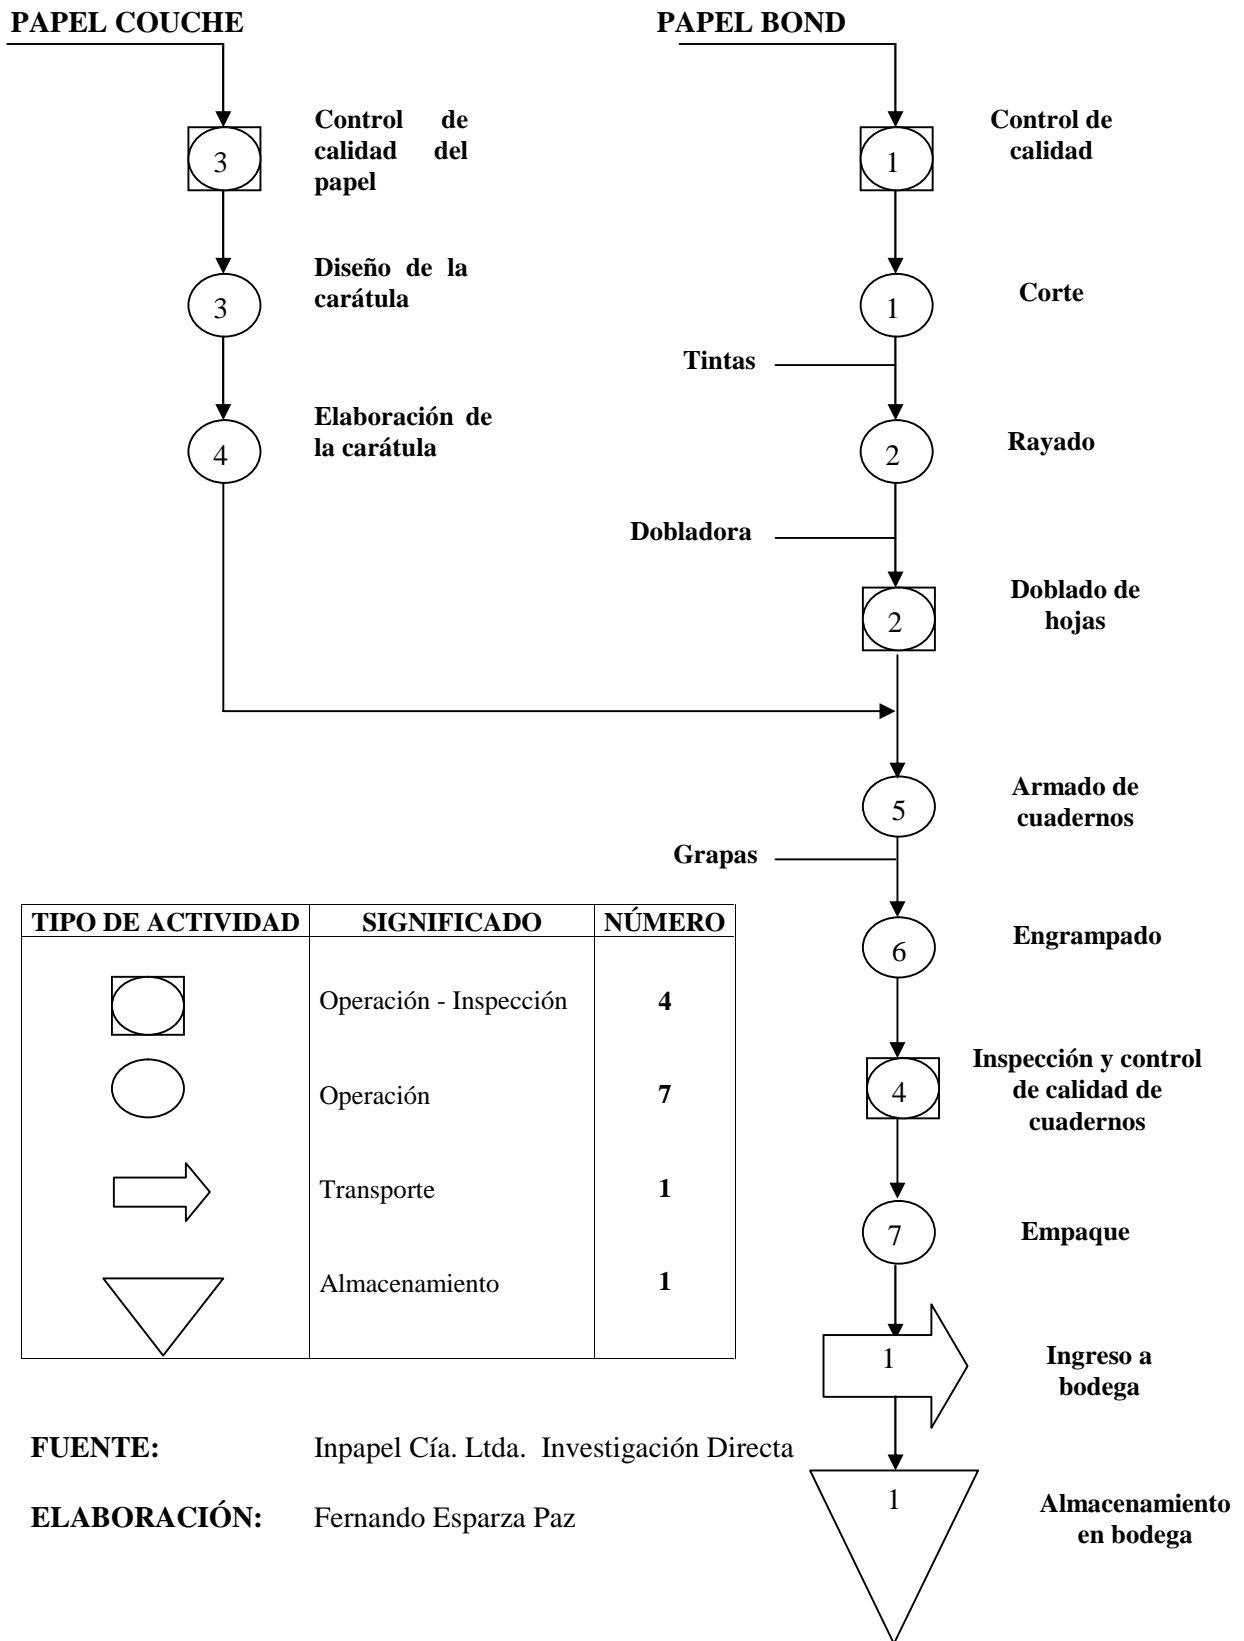 PAPEL COUCHE
PAPEL BOND
3
Control de
calidad del
papel
1
Control de
calidad
3
Diseño de la
carátula
1
Corte
Tintas
4
Elaboración de
la carátula
2
Rayado
Dobladora
2
Doblado de
hojas
5
Armado de
cuadernos
Grapas
6
Engrampado
4
Inspección y control
de calidad de
cuadernos
7
Empaque
1
Ingreso a
bodega
1
Almacenamiento
en bodega
TIPO DE ACTIVIDAD SIGNIFICADO NÚMERO
Operación - Inspección 4
Operación 7
Transporte 1
Almacenamiento 1
FUENTE: Inpapel Cía. Ltda. Investigación Directa
ELABORACIÓN: Fernando Esparza Paz